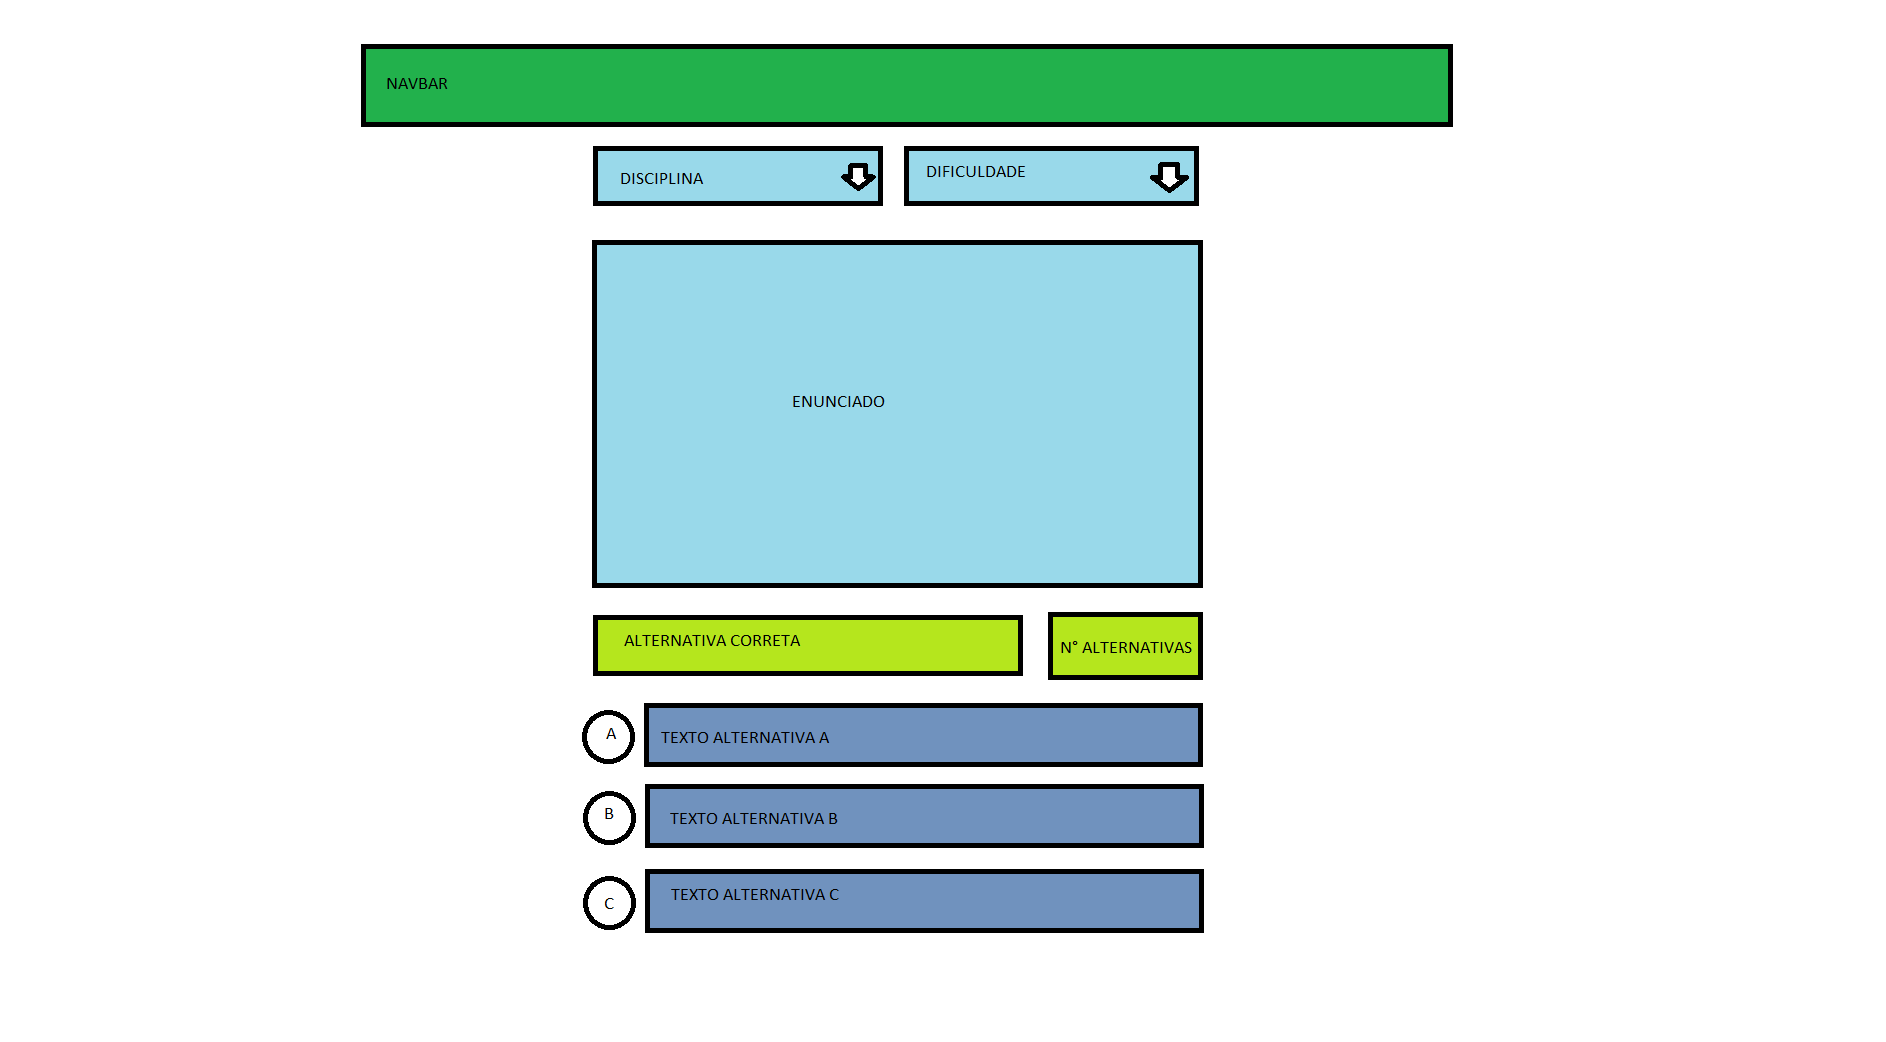 NAVBAR
DISCIPLINA
DIFICULDADE
ENUNCIADO
ALTERNATIVA CORRETA
N° ALTERNATIVAS
A
TEXTO ALTERNATIVA A
B
TEXTO ALTERNATIVA B
C
TEXTO ALTERNATIVA C